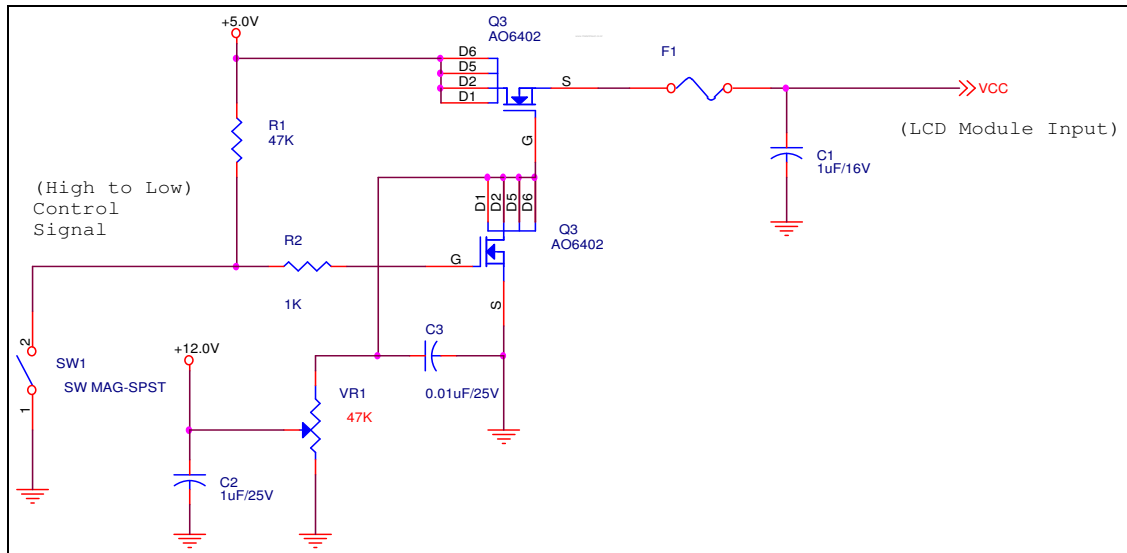 +5.0V
Q3
AO6402
D6
D5
D2
D1
S
G
F1
VCC
(LCD Module Input)
C1
1uF/16V
R1
47K
(High to Low)
Control
Signal
D1
D2
D5
D6
Q3
AO6402
G
S
R2
1K
C3
0.01uF/25V
2
SW1
SW MAG-SPST
1
+12.0V
VR1
47K
C2
1uF/25V